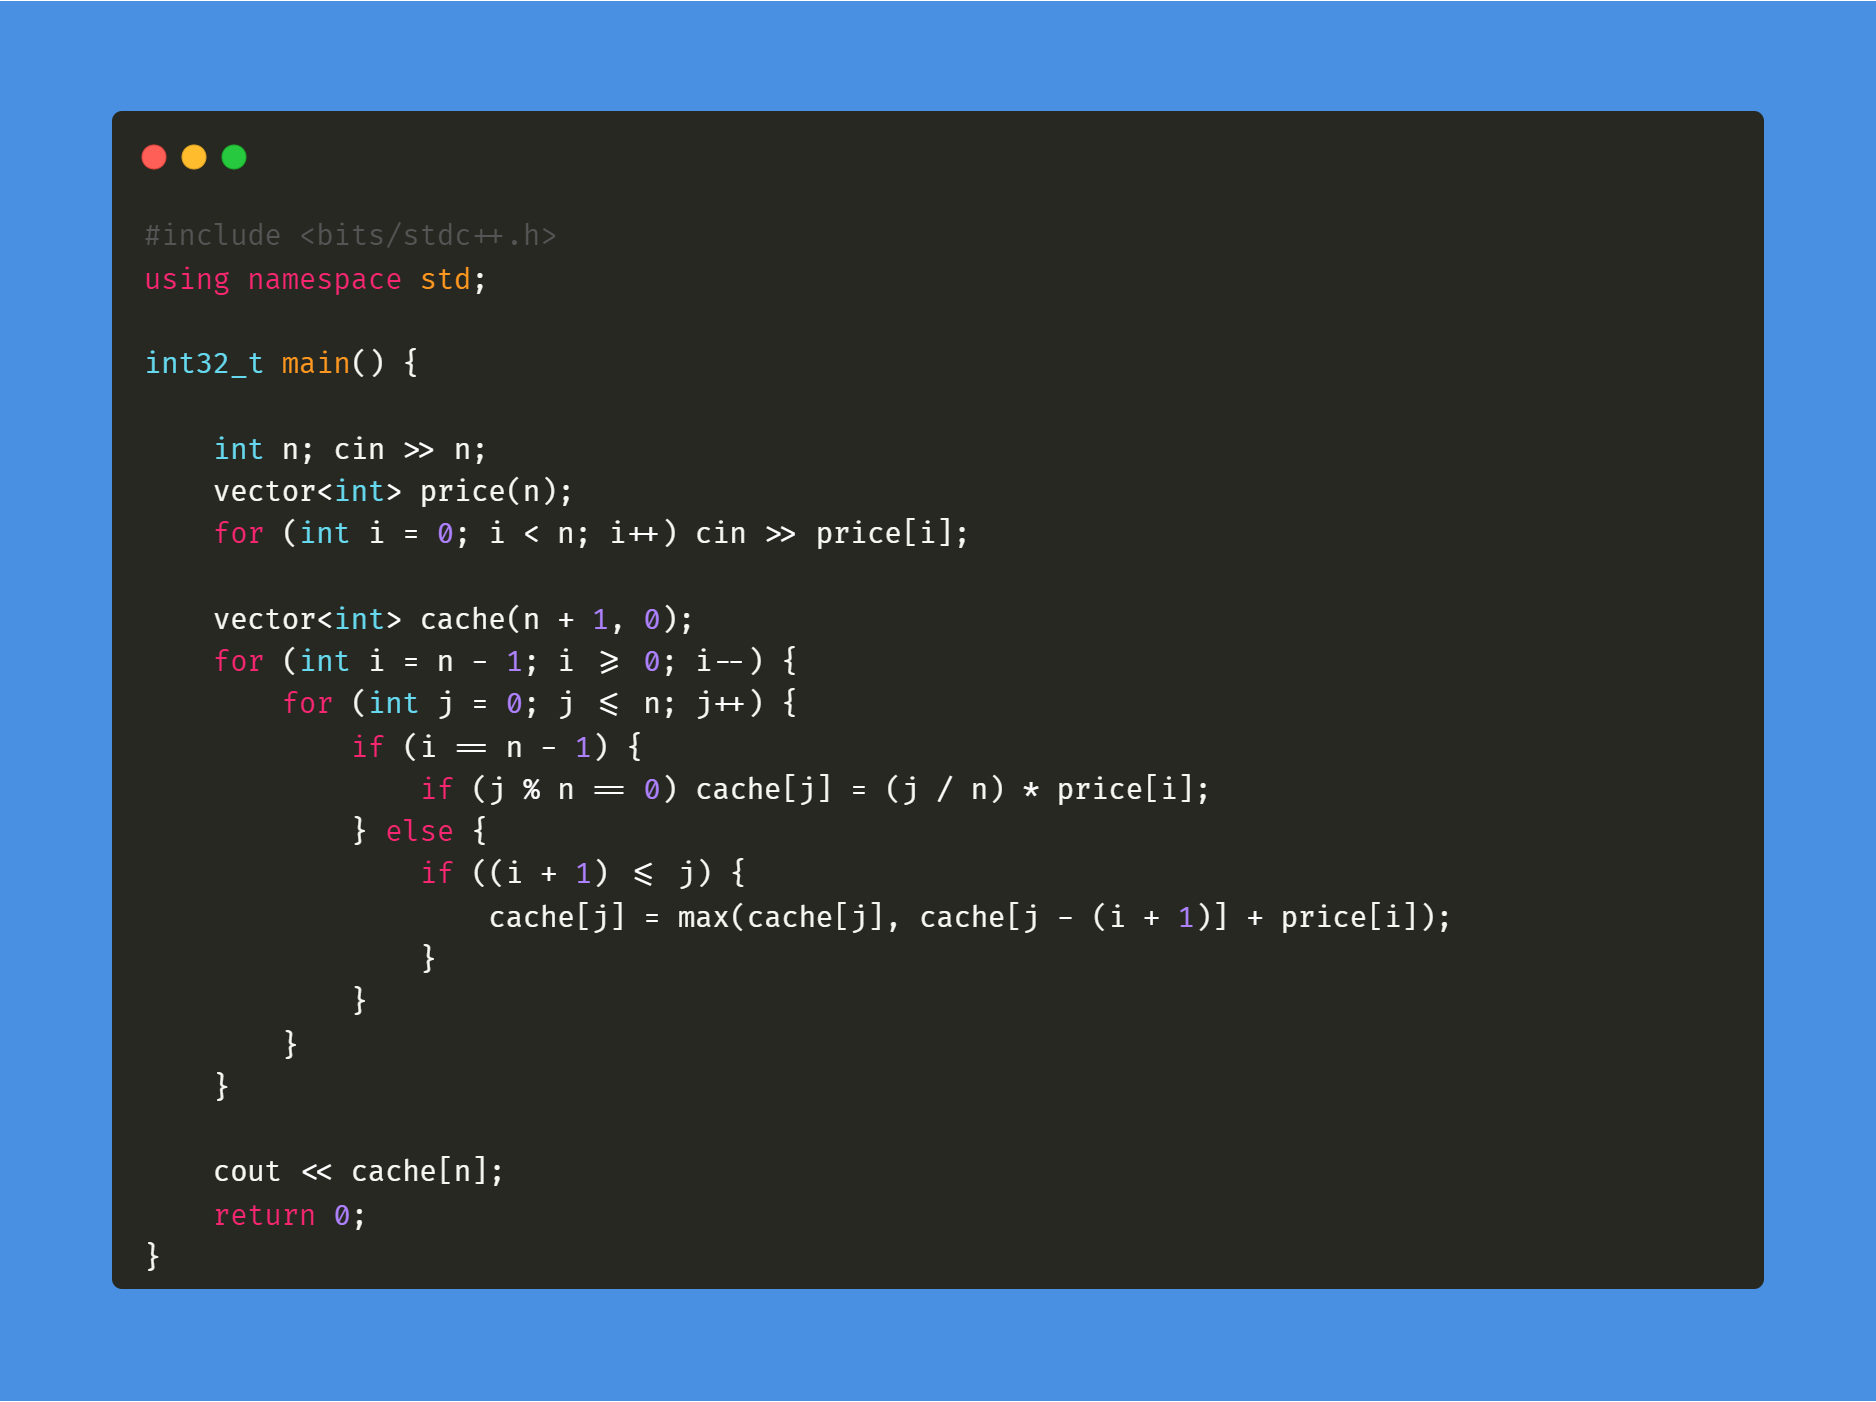 #include <bits/stdc++.h>
using namespace std;
int32_t main() {
int n; cin >> n;
vector<int> price(n);
for (int i = 0; i < n; i++) cin >> price[i];
vector<int> cache(n + 1, 0);
for (int i = n - 1; i >= 0; i--) {
for (int j = 0; j <= n; j++) {
if (i == n - 1) {
if (j % n == 0) cache[j] = (j / n) * price[i];
} else {
if ((i + 1) <= j) {
cache[j] = max(cache[j], cache[j - (i + 1)] + price[i]);
}
}
}
}
cout << cache[n];
return 0;
}